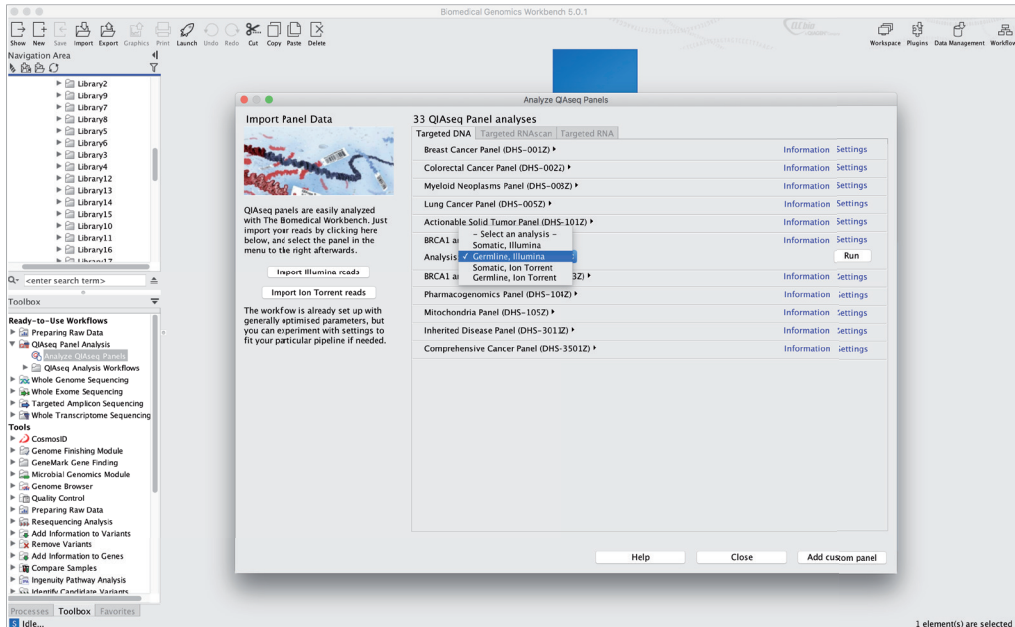 Biomedical Genomics Workbench 5.0.1
Show New Save Import Export Graphics Print Launch Undo Redo Cut Copy Paste Delete
Workspace Plugins Data Management Workflow
Navigation Area
Library2
Library9
Library7
Library8
Library5
Library6
Library3
Library4
Library12
Library13
Library14
Library15
Library10
Library11
Library16
Library17
<enter search term>
Toolbox
Ready-to-Use Workflows
Preparing Raw Data
QIAseq Panel Analysis
Analyze QIAseq Panels
QIAseq Analysis Workflows
Whole Genome Sequencing
Whole Exome Sequencing
Targeted Amplicon Sequencing
Whole Transcriptome Sequencing
Tools
CosmosID
Genome Finishing Module
GeneMark Gene Finding
Microbial Genomics Module
Genome Browser
Quality Control
Preparing Raw Data
Resequencing Analysis
Add Information to Variants
Remove Variants
Add Information to Genes
Compare Samples
Ingenuity Pathway Analysis
Identify Candidate Variants
Processes Toolbox Favorites
Idle...
1 element(s) are selected
Analyze QIAseq Panels
Import Panel Data
QIAseq panels are easily analyzed
with The Biomedical Workbench. Just
import your reads by clicking here
below, and select the panel in the
menu to the right afterwards.
Import Illumina reads
Import Ion Torrent reads
The workfow is already set up with
generally optimised parameters, but
you can experiment with settings to
fit your particular pipeline if needed.
33 QIAseq Panel analyses
Targeted DNA Targeted RNAscan Targeted RNA
Breast Cancer Panel (DHS-001Z) Information Settings
Colorectal Cancer Panel (DHS-002Z) Information Settings
Myeloid Neoplasms Panel (DHS-003Z) Information Settings
Lung Cancer Panel (DHS-005Z) Information Settings
Actionable Solid Tumor Panel (DHS-101Z) Information Settings
BRCA1 a Information Settings
Analysis Run
- Select an analysis -
Somatic, Illumina
✓ Germline, Illumina
Somatic, Ion Torrent
Germline, Ion Torrent
BRCA1 a 3Z) Information Settings
Pharmacogenomics Panel (DHS-104Z) Information Settings
Mitochondria Panel (DHS-105Z) Information Settings
Inherited Disease Panel (DHS-3011Z) Information Settings
Comprehensive Cancer Panel (DHS-3501Z) Information Settings
Help Close Add custom panel